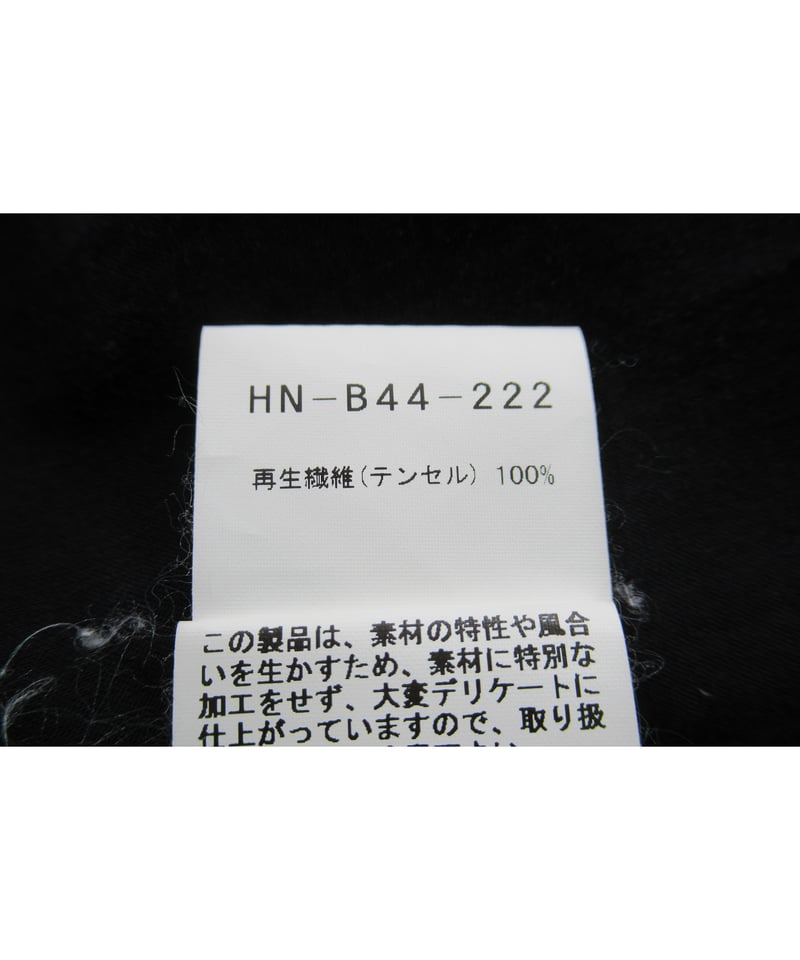 HN-B44-222
再生繊維(テンセル) 100%
この製品は、素材の特性や風合
いを生かすため、素材に特別な
加工をせず、大変デリケートに
仕上がっていますので、取り扱